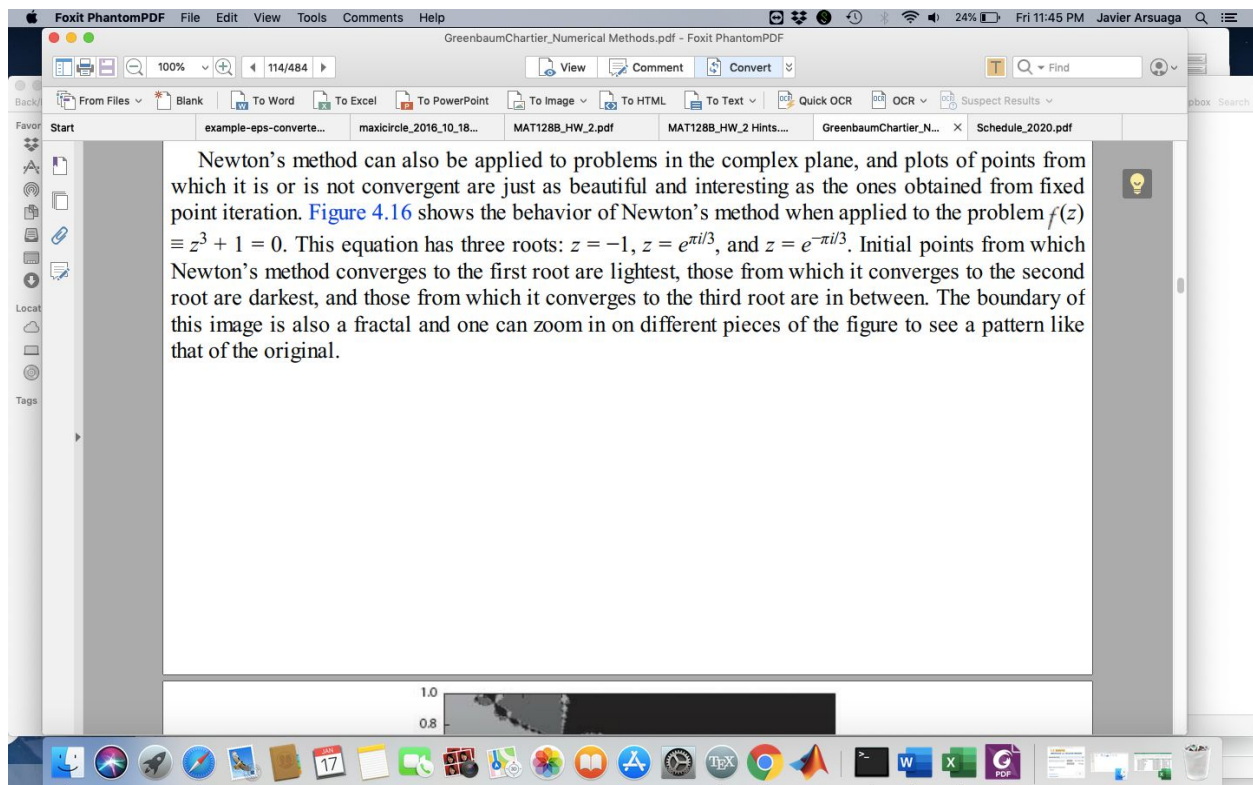 Foxit PhantomPDF File Edit View Tools Comments Help 24% Fri 11:45 PM Javier Arsuaga
GreenbaumChartier_Numerical Methods.pdf - Foxit PhantomPDF
100% 114/484 View Comment Convert Find
Back/ From Files Blank To Word To Excel To PowerPoint To Image To HTML To Text Quick OCR OCR Suspect Results pbox Search
Favor Start example-eps-converte... maxicircle_2016_10_18... MAT128B_HW_2.pdf MAT128B_HW_2 Hints.... GreenbaumChartier_N... Schedule_2020.pdf
Newton's method can also be applied to problems in the complex plane, and plots of points from
which it is or is not convergent are just as beautiful and interesting as the ones obtained from fixed
point iteration. Figure 4.16 shows the behavior of Newton's method when applied to the problem f(z)
≡ z³ + 1 = 0. This equation has three roots: z = −1, z = e^{πi/3}, and z = e^{−πi/3}. Initial points from which
Newton's method converges to the first root are lightest, those from which it converges to the second
root are darkest, and those from which it converges to the third root are in between. The boundary of
this image is also a fractal and one can zoom in on different pieces of the figure to see a pattern like
that of the original.
Locat
Tags
1.0
0.8
JAN
17
TEX
W
X
PDF